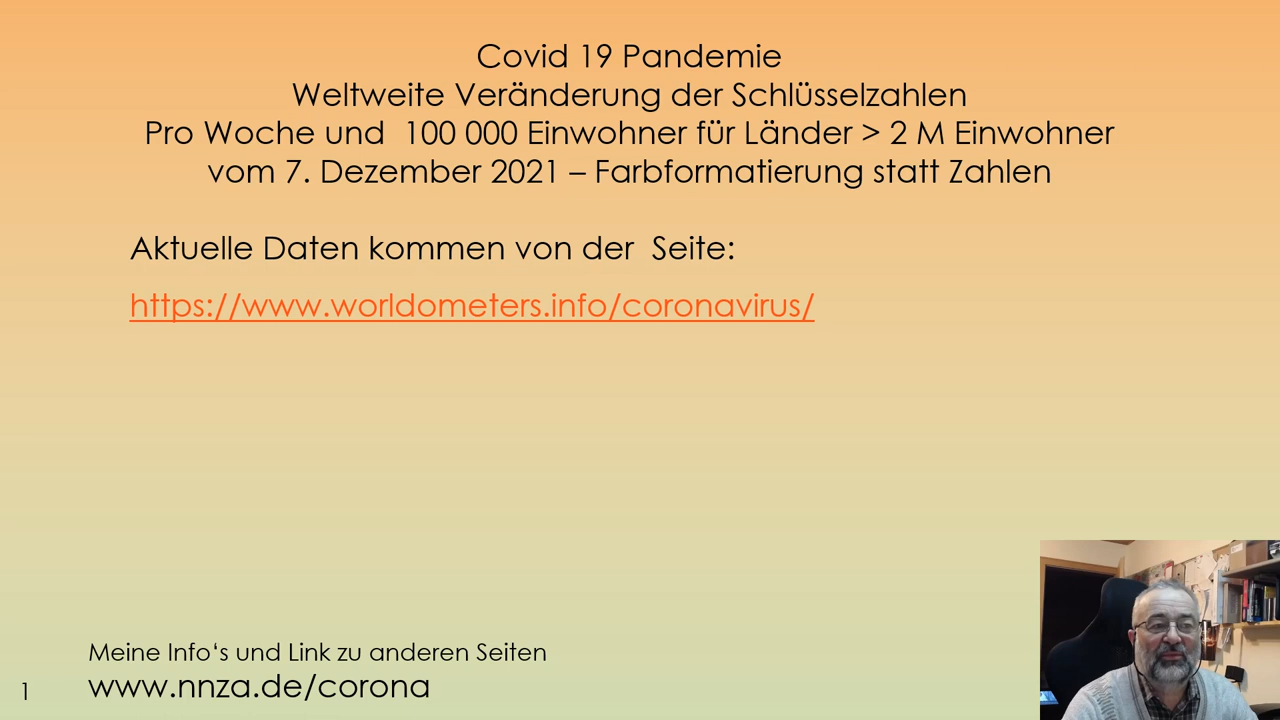 Covid 19 Pandemie
Weltweite Veränderung der Schlüsselzahlen
Pro Woche und  100 000 Einwohner für Länder > 2 M Einwohner
vom 7. Dezember 2021 – Farbformatierung statt Zahlen
Aktuelle Daten kommen von der  Seite:
https://www.worldometers.info/coronavirus/
Meine Info‘s und Link zu anderen Seiten
www.nnza.de/corona
1